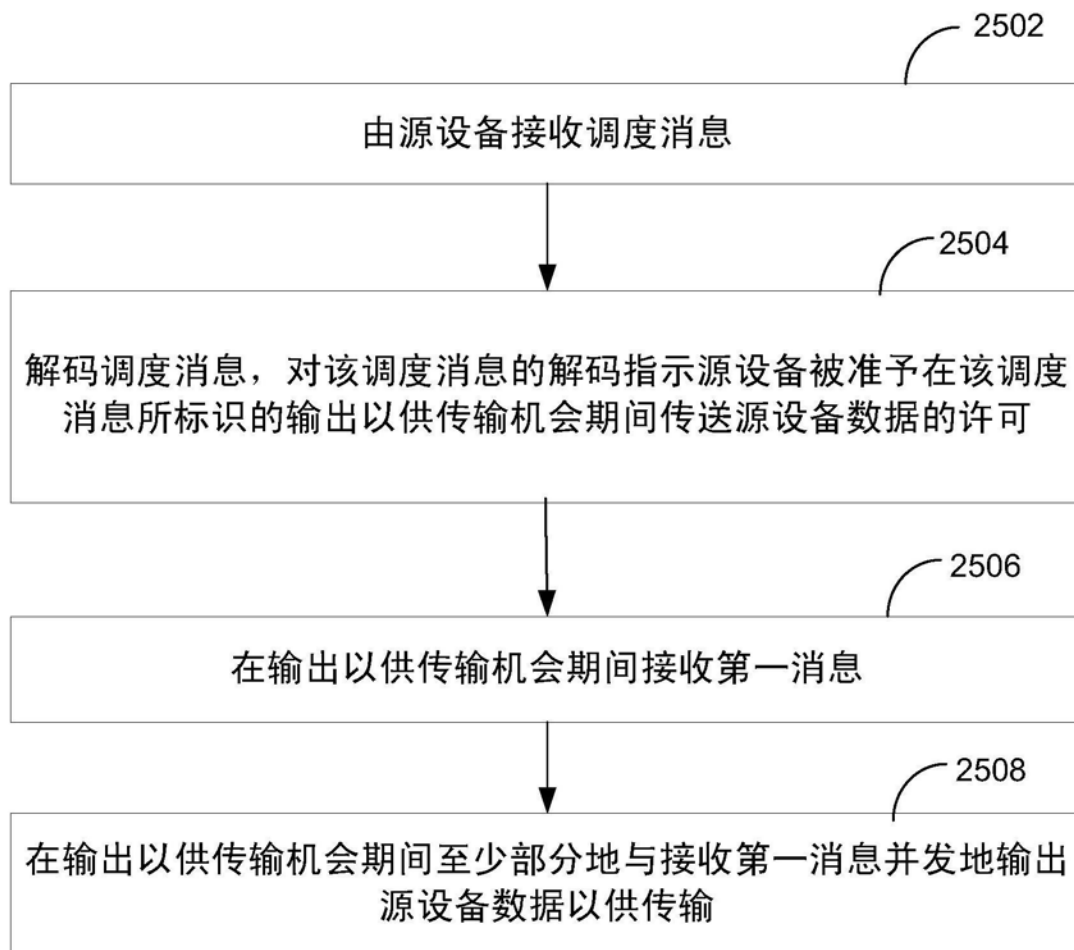 2502
由源设备接收调度消息
2504
解码调度消息，对该调度消息的解码指示源设备被准予在该调度
消息所标识的输出以供传输机会期间传送源设备数据的许可
2506
在输出以供传输机会期间接收第一消息
2508
在输出以供传输机会期间至少部分地与接收第一消息并发地输出
源设备数据以供传输